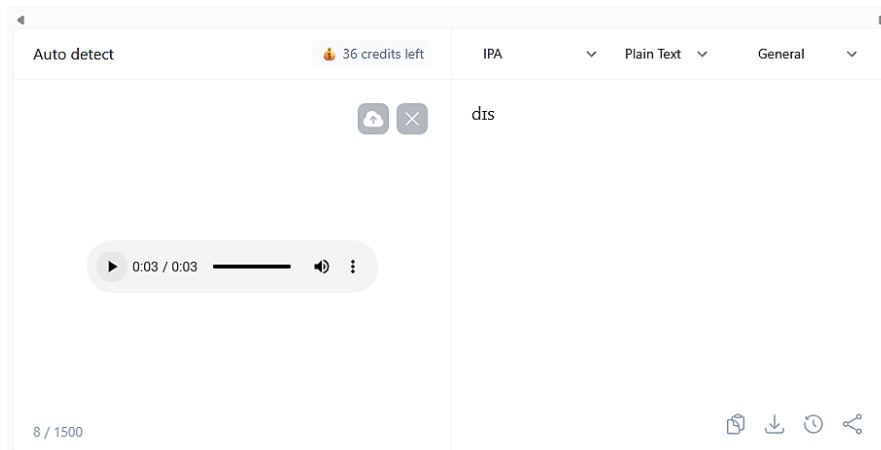 Auto detect
36 credits left
IPA
Plain Text
General
dɪs
0:03 / 0:03
8 / 1500